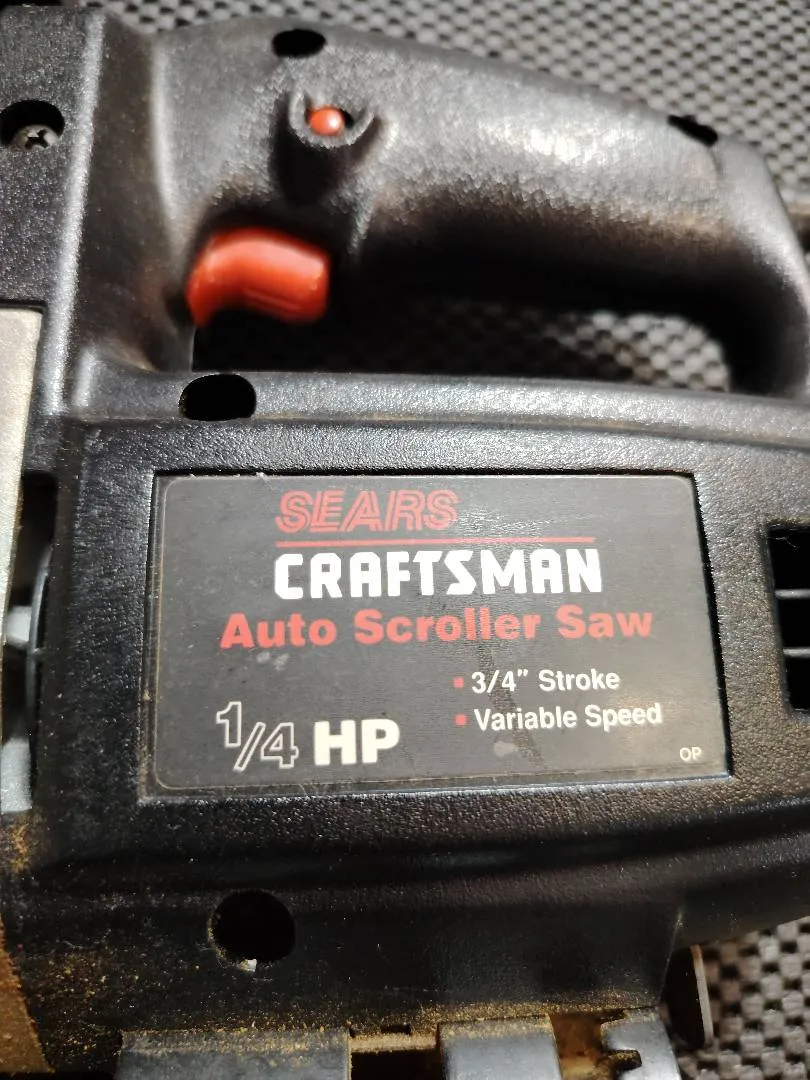 SEARS
CRAFTSMAN
Auto Scroller Saw
1/4 HP
▪ 3/4" Stroke
▪ Variable Speed
OP